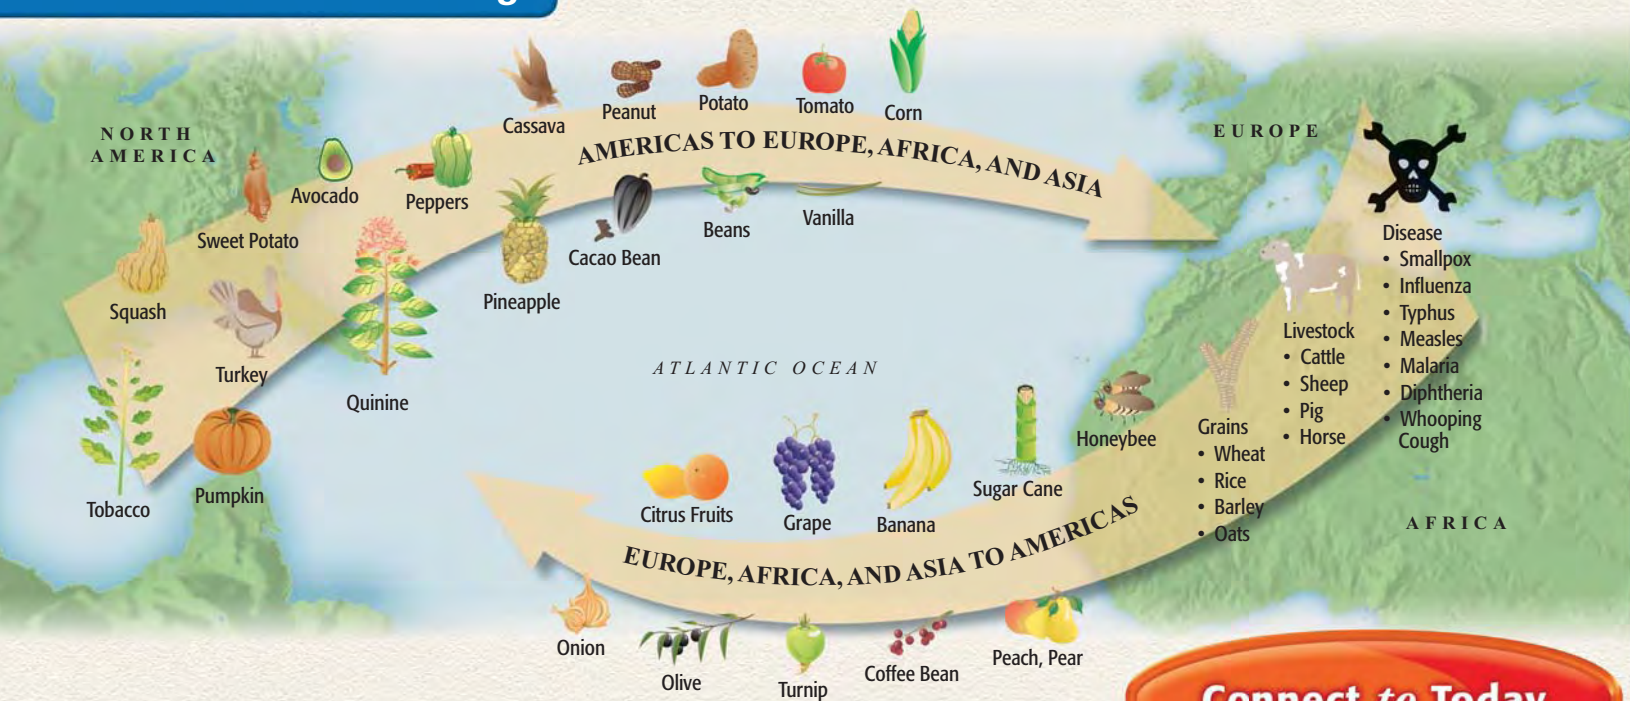 NORTH
AMERICA
EUROPE
AFRICA
ATLANTIC OCEAN
AMERICAS TO EUROPE, AFRICA, AND ASIA
Cassava
Peanut
Potato
Tomato
Corn
Avocado
Peppers
Sweet Potato
Squash
Turkey
Quinine
Pineapple
Cacao Bean
Beans
Vanilla
Tobacco
Pumpkin
EUROPE, AFRICA, AND ASIA TO AMERICAS
Citrus Fruits
Grape
Banana
Sugar Cane
Honeybee
Grains
• Wheat
• Rice
• Barley
• Oats
Livestock
• Cattle
• Sheep
• Pig
• Horse
Disease
• Smallpox
• Influenza
• Typhus
• Measles
• Malaria
• Diphtheria
• Whooping
Cough
Onion
Olive
Turnip
Coffee Bean
Peach, Pear
Connect to Today